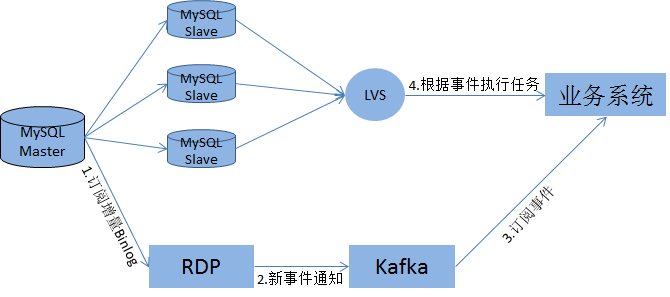 MySQL
Slave
MySQL
Slave
MySQL
Slave
MySQL
Master
LVS
4.根据事件执行任务
业务系统
1.订阅增量Binlog
RDP
2.新事件通知
Kafka
3.订阅事件